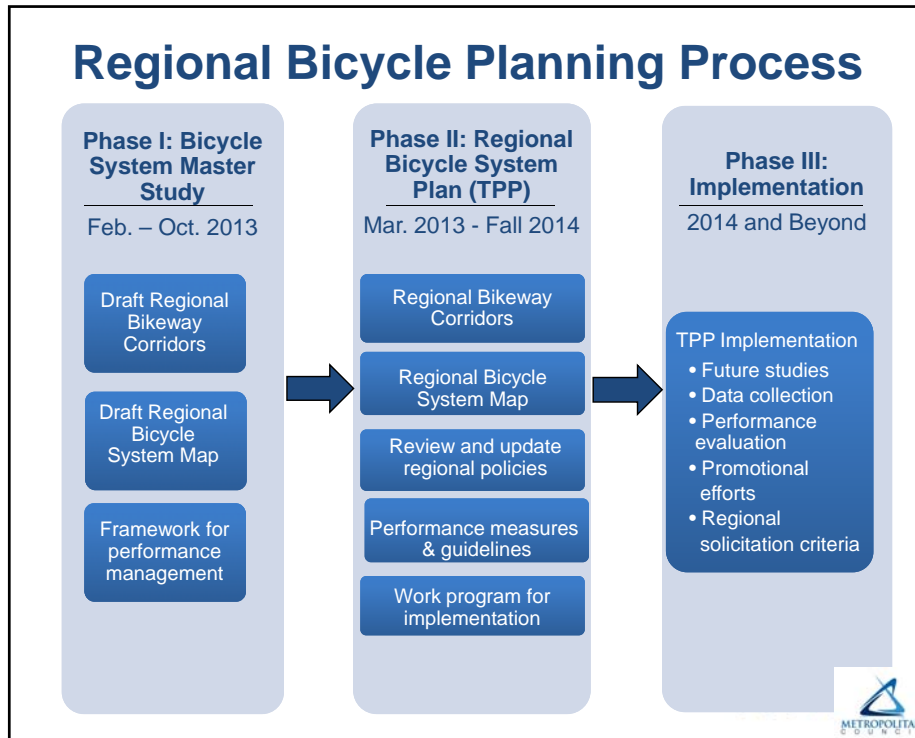 Regional Bicycle Planning Process
Phase I: Bicycle
System Master
Study
Feb. – Oct. 2013
Draft Regional
Bikeway
Corridors
Draft Regional
Bicycle
System Map
Framework for
performance
management
Phase II: Regional
Bicycle System
Plan (TPP)
Mar. 2013 - Fall 2014
Regional Bikeway
Corridors
Regional Bicycle
System Map
Review and update
regional policies
Performance measures
& guidelines
Work program for
implementation
Phase III:
Implementation
2014 and Beyond
TPP Implementation
• Future studies
• Data collection
• Performance
evaluation
• Promotional
efforts
• Regional
solicitation criteria
METROPOLITA
COUNCI